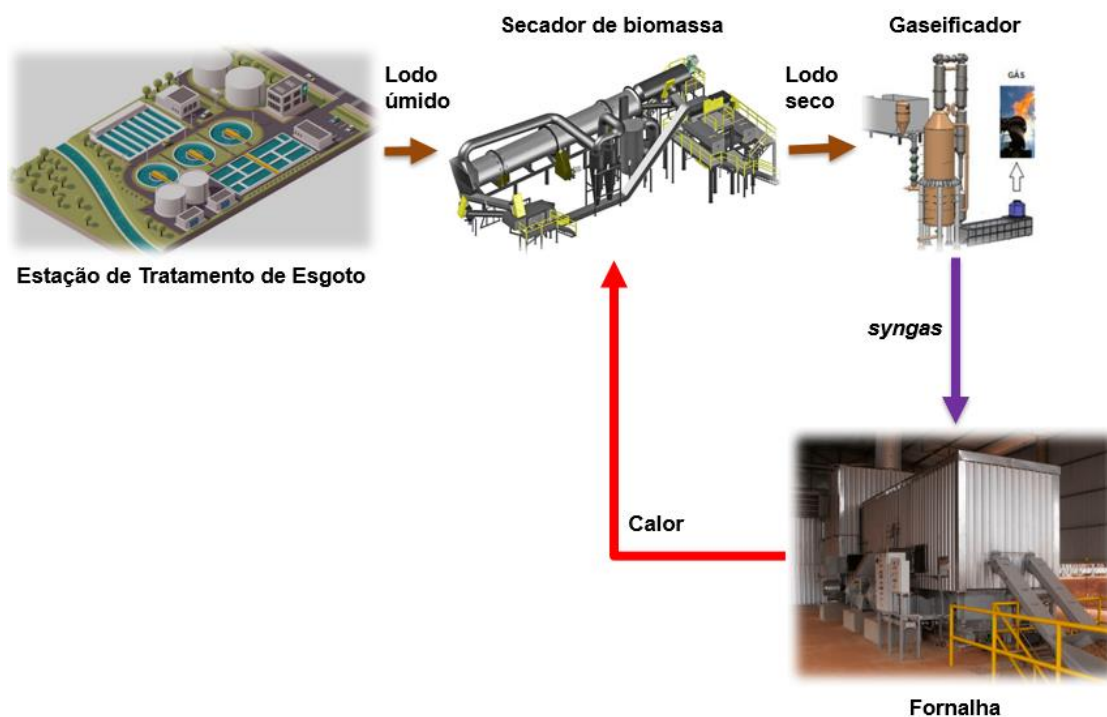 Secador de biomassa
Gaseificador
Lodo
úmido
Lodo
seco
GÁS
Estação de Tratamento de Esgoto
syngas
Calor
Fornalha